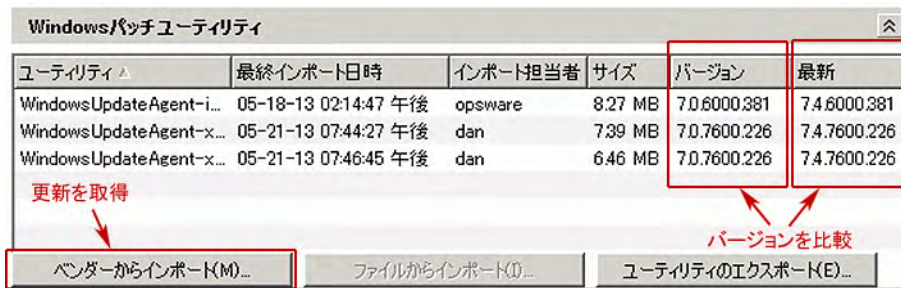 Windowsパッチユーティリティ
ユーティリティ 最終インポート日時 インポート担当者 サイズ バージョン 最新
WindowsUpdateAgent-i... 05-18-13 02:14:47 午後 opsware 8.27 MB 7.0.6000.381 7.4.6000.381
WindowsUpdateAgent-x... 05-21-13 07:44:27 午後 dan 7.39 MB 7.0.7600.226 7.4.7600.226
WindowsUpdateAgent-x... 05-21-13 07:46:45 午後 dan 6.46 MB 7.0.7600.226 7.4.7600.226
更新を取得
バージョンを比較
ベンダーからインポート(M)... ファイルからインポート(I)... ユーティリティのエクスポート(E)...